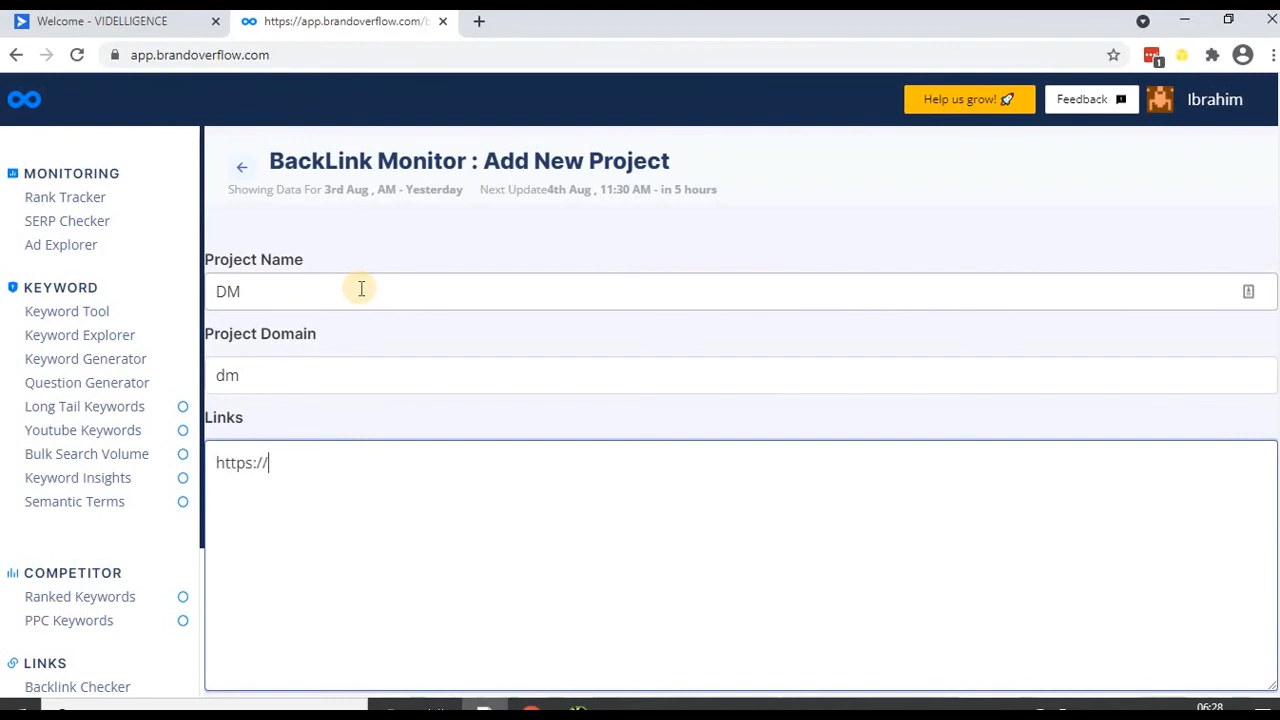 Welcome - VIDELLIGENCE
https://app.brandoverflow.com/b
app.brandoverflow.com
1
Help us grow!
Feedback
Ibrahim
MONITORING
Rank Tracker
SERP Checker
Ad Explorer
KEYWORD
Keyword Tool
Keyword Explorer
Keyword Generator
Question Generator
Long Tail Keywords
Youtube Keywords
Bulk Search Volume
Keyword Insights
Semantic Terms
COMPETITOR
Ranked Keywords
PPC Keywords
LINKS
Backlink Checker
BackLink Monitor : Add New Project
Showing Data For 3rd Aug , AM - Yesterday Next Update4th Aug , 11:30 AM - in 5 hours
Project Name
DM
Project Domain
dm
Links
https://
06:28